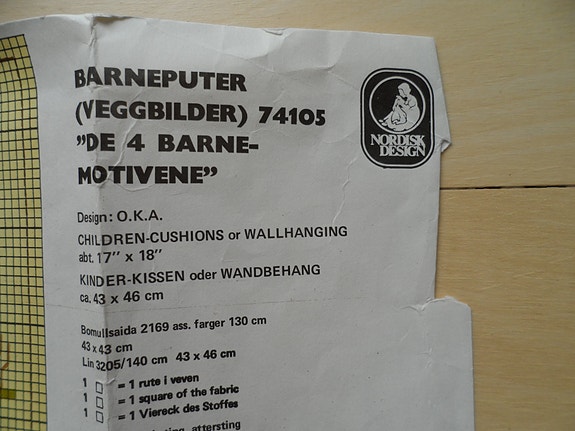 BARNEPUTER
(VEGGBILDER) 74105
”DE 4 BARNE-
MOTIVENE”
NORDISK
DESIGN
Design: O.K.A.
CHILDREN-CUSHIONS or WALLHANGING
abt. 17” x 18”
KINDER-KISSEN oder WANDBEHANG
ca. 43 x 46 cm
Bomullsaida 2169 ass. farger 130 cm
43 x 43 cm
Lin 3205/140 cm 43 x 46 cm
1 □ = 1 rute i veven
1 □ = 1 square of the fabric
1 □ = 1 Viereck des Stoffes
attersting